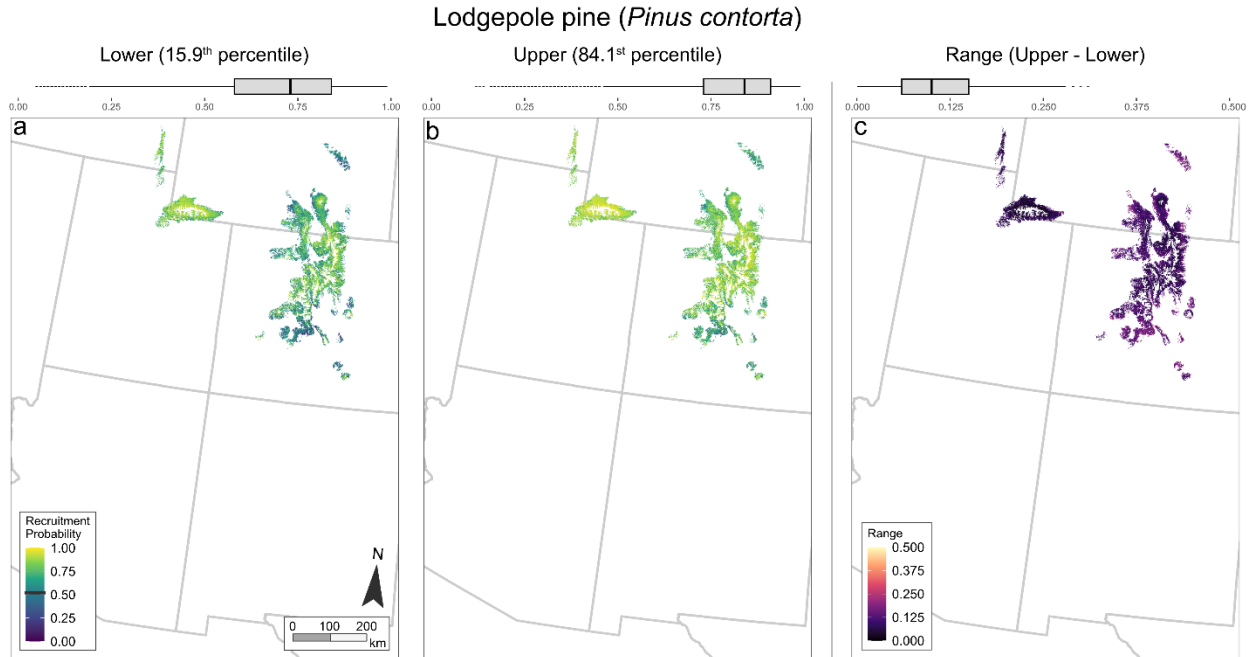 Lodgepole pine (Pinus contorta)
Lower (15.9th percentile)
0.00 0.25 0.50 0.75 1.00
Upper (84.1st percentile)
0.00 0.25 0.50 0.75 1.00
Range (Upper - Lower)
0.000 0.125 0.250 0.375 0.500
a
Recruitment
Probability
1.00
0.75
0.50
0.25
0.00
N
0 100 200
km
b
c
Range
0.500
0.375
0.250
0.125
0.000